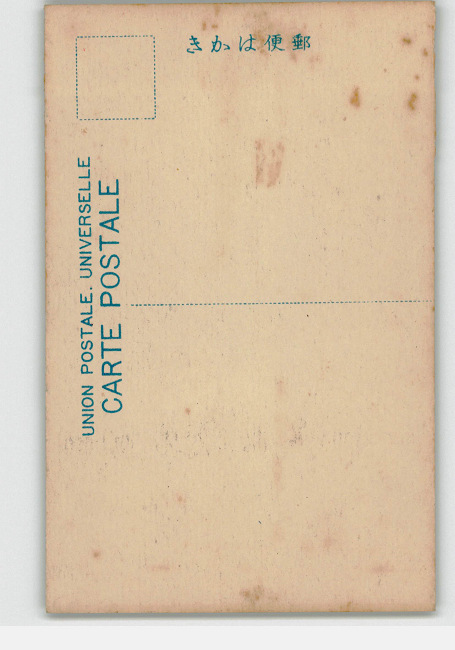 きかは便郵
UNION POSTALE. UNIVERSELLE
CARTE POSTALE